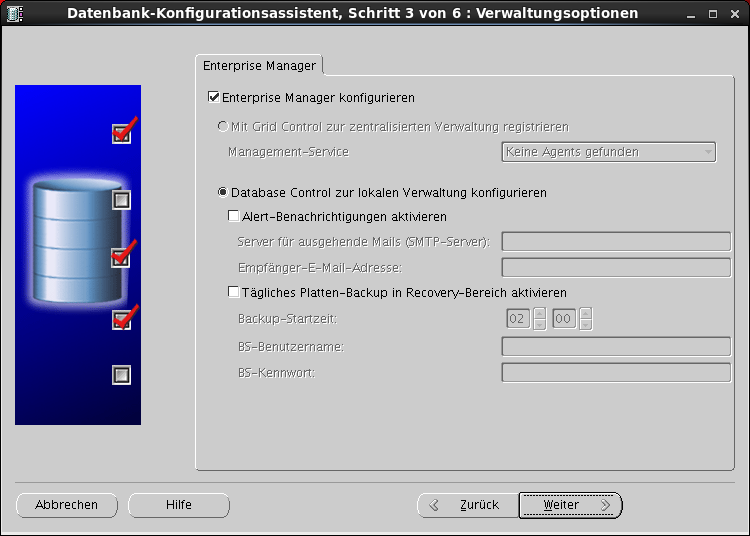 Datenbank-Konfigurationsassistent, Schritt 3 von 6 : Verwaltungsoptionen
Enterprise Manager
Enterprise Manager konfigurieren
Mit Grid Control zur zentralisierten Verwaltung registrieren
Management-Service Keine Agents gefunden
Database Control zur lokalen Verwaltung konfigurieren
Alert-Benachrichtigungen aktivieren
Server für ausgehende Mails (SMTP-Server):
Empfänger-E-Mail-Adresse:
Tägliches Platten-Backup in Recovery-Bereich aktivieren
Backup-Startzeit: 02 00
BS-Benutzername:
BS-Kennwort:
Abbrechen Hilfe Zurück Weiter